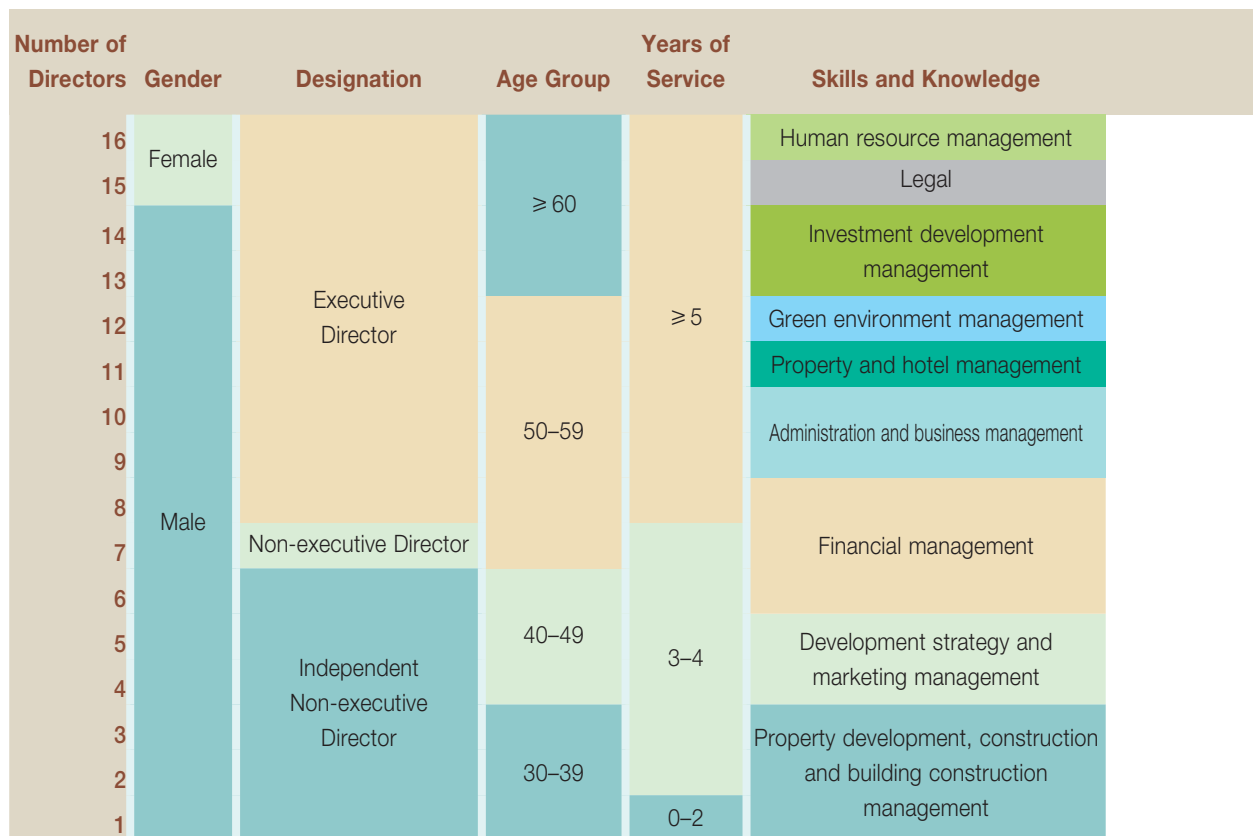 Number of Directors
Gender
Designation
Age Group
Years of Service
Skills and Knowledge
16
15
14
13
12
11
10
9
8
7
6
5
4
3
2
1
Female
Male
Executive
Director
Non-executive Director
Independent
Non-executive
Director
⩾ 60
50–59
40–49
30–39
⩾ 5
3–4
0–2
Human resource management
Legal
Investment development
management
Green environment management
Property and hotel management
Administration and business management
Financial management
Development strategy and
marketing management
Property development, construction
and building construction
management